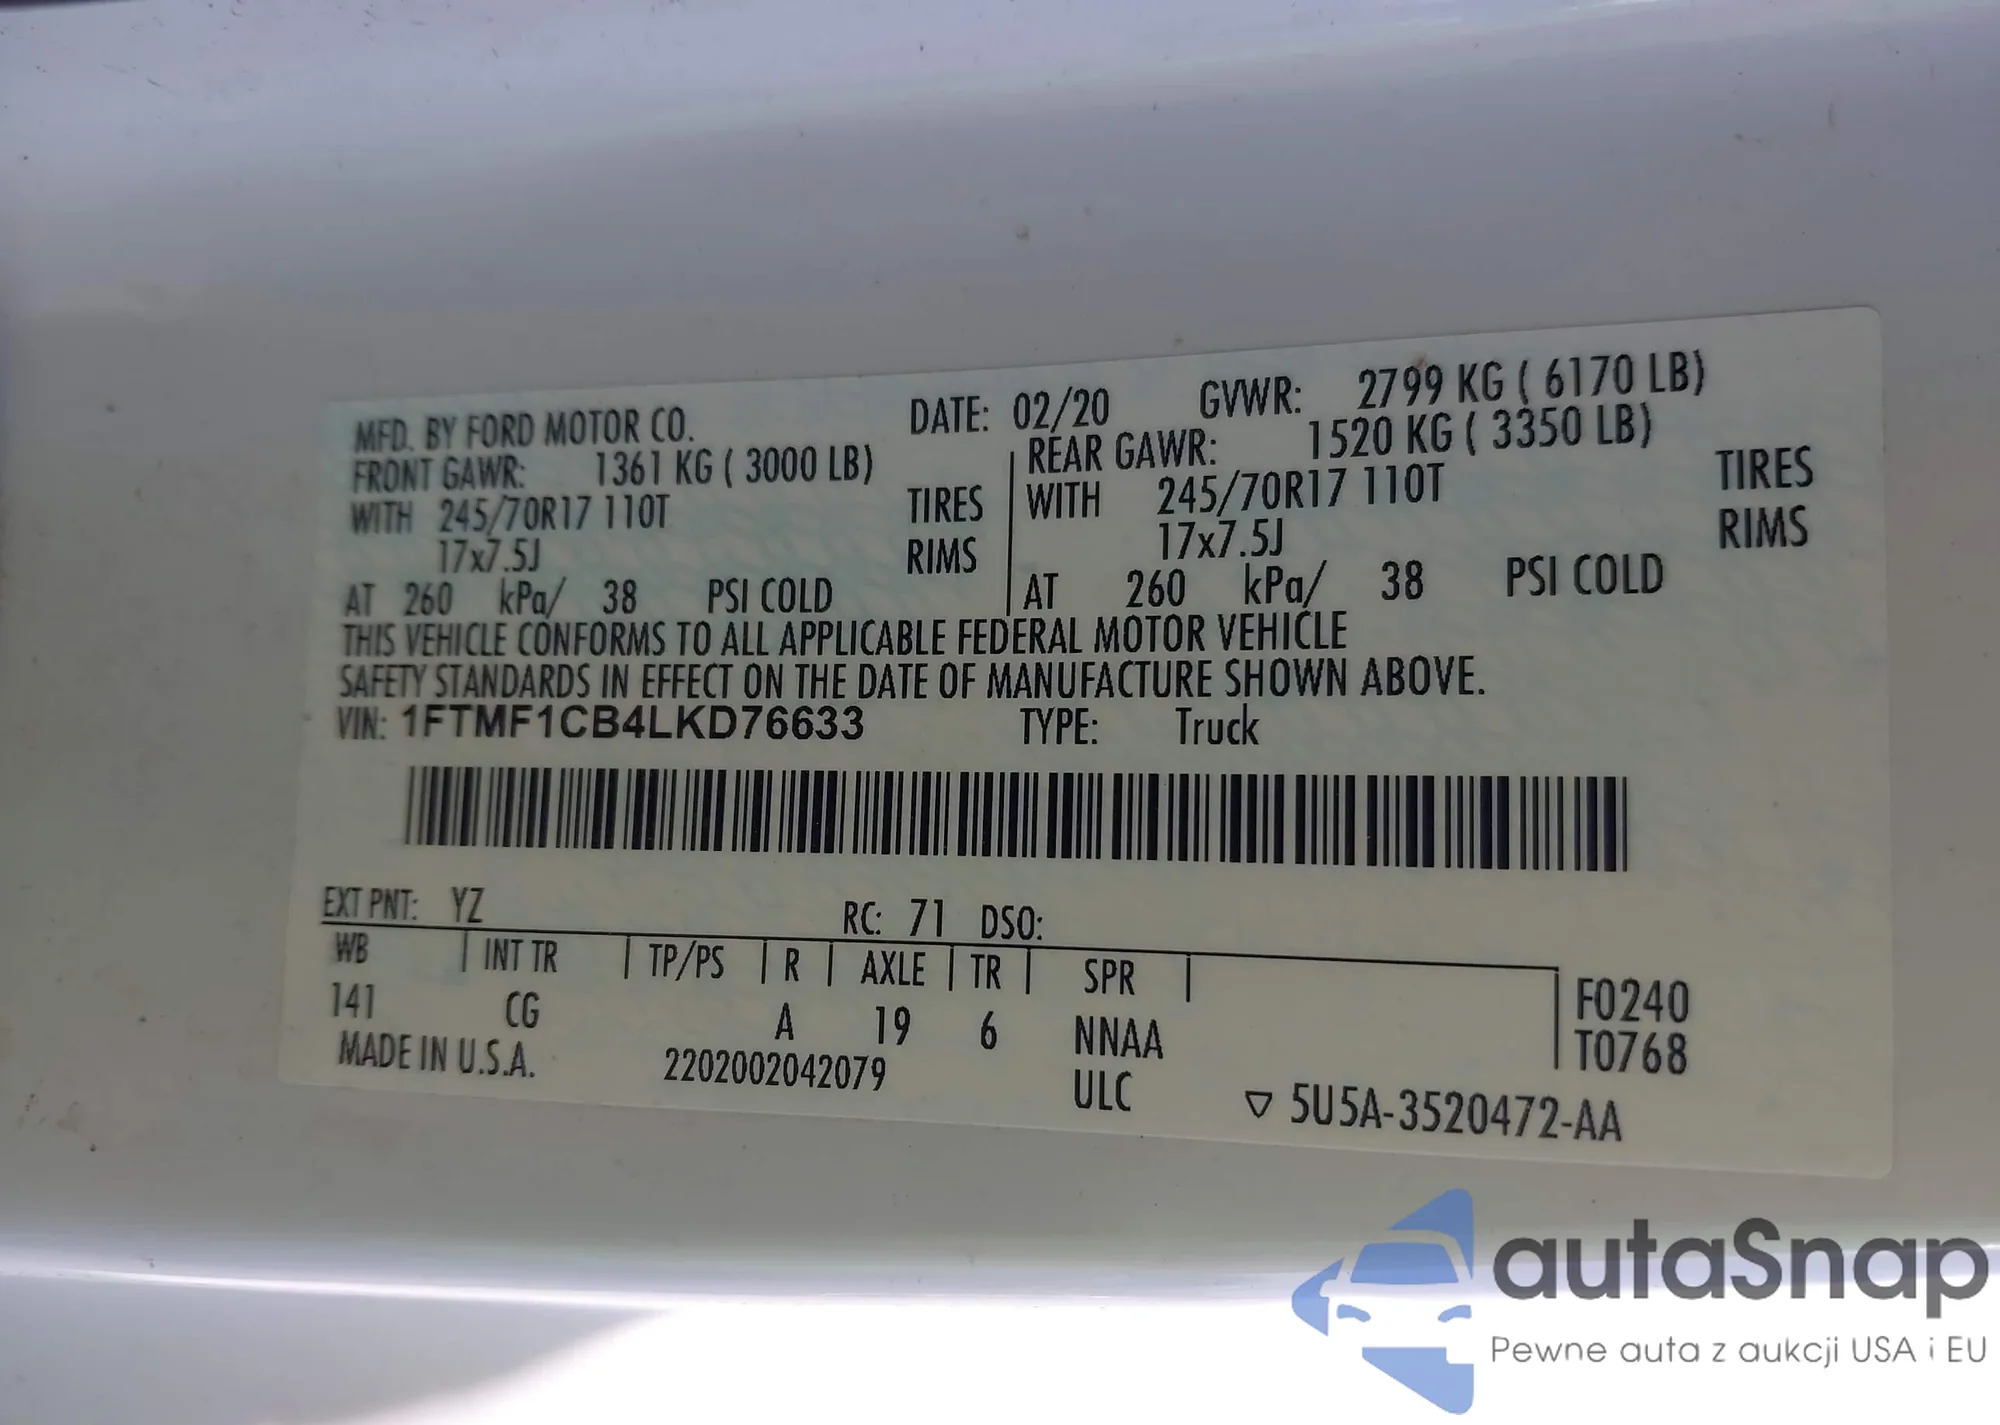 MFD. BY FORD MOTOR CO. DATE: 02/20 GVWR: 2799 KG ( 6170 LB)
FRONT GAWR: 1361 KG ( 3000 LB) REAR GAWR: 1520 KG ( 3350 LB)
WITH 245/70R17 110T TIRES WITH 245/70R17 110T TIRES
17x7.5J RIMS 17x7.5J RIMS
AT 260 kPa/ 38 PSI COLD AT 260 kPa/ 38 PSI COLD
THIS VEHICLE CONFORMS TO ALL APPLICABLE FEDERAL MOTOR VEHICLE
SAFETY STANDARDS IN EFFECT ON THE DATE OF MANUFACTURE SHOWN ABOVE.
VIN: 1FTMF1CB4LKD76633 TYPE: Truck
EXT PNT: YZ RC: 71 DSO:
WB INT TR TP/PS R AXLE TR SPR F0240
141 CG A 19 6 NNAA T0768
MADE IN U.S.A. 2202002042079 ULC ▽ 5U5A-3520472-AA
autaSnap
Pewne auta z aukcji USA i EU